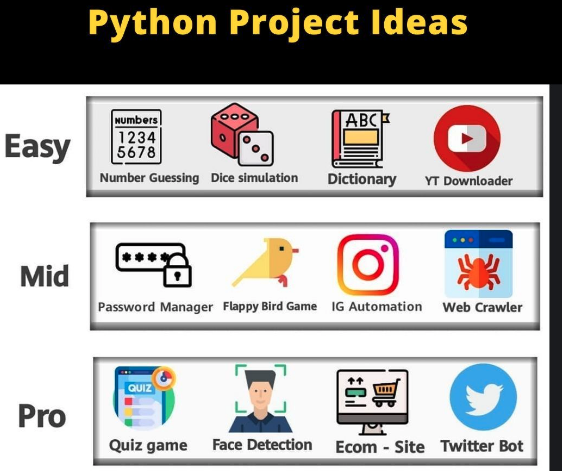 Python Project Ideas
Easy
Numbers
1234
5678
ABC
Number Guessing Dice simulation Dictionary YT Downloader
Mid
****
Password Manager Flappy Bird Game IG Automation Web Crawler
Pro
QUIZ
Quiz game Face Detection Ecom - Site Twitter Bot